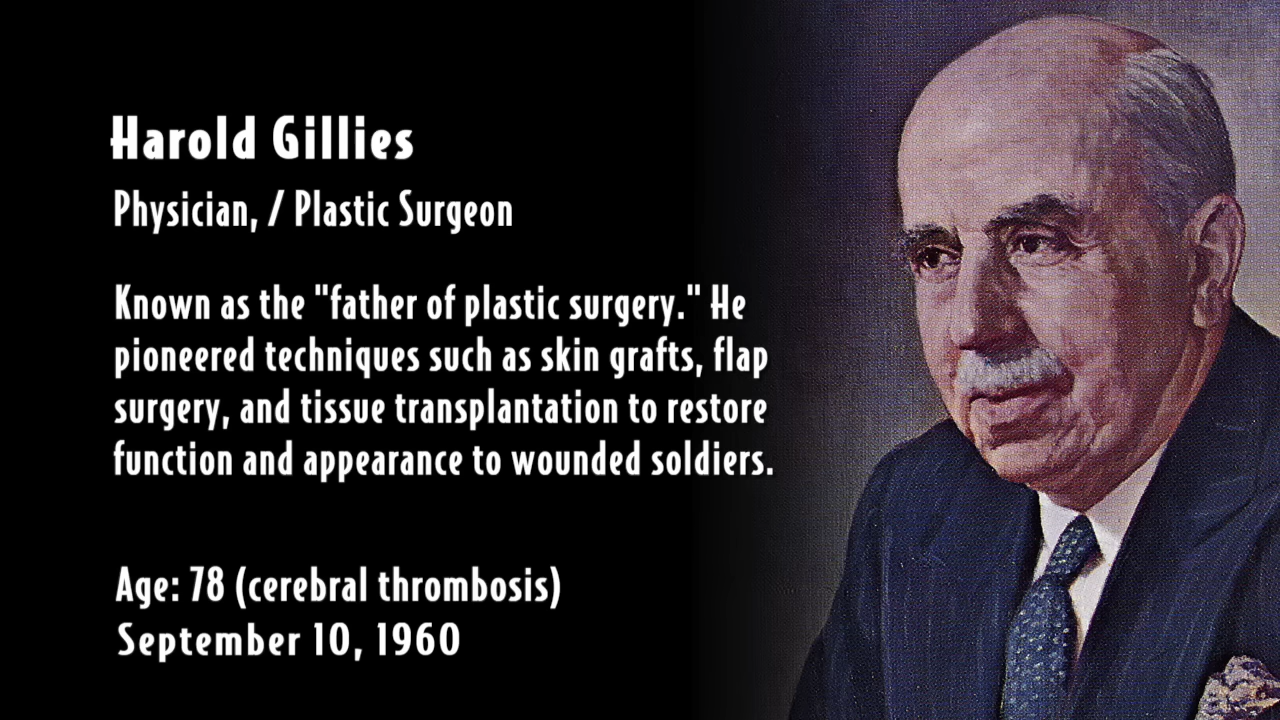 Harold Gillies
Physician, / Plastic Surgeon
Known as the "father of plastic surgery." He
pioneered techniques such as skin grafts, flap
surgery, and tissue transplantation to restore
function and appearance to wounded soldiers.
Age: 78 (cerebral thrombosis)
September 10, 1960